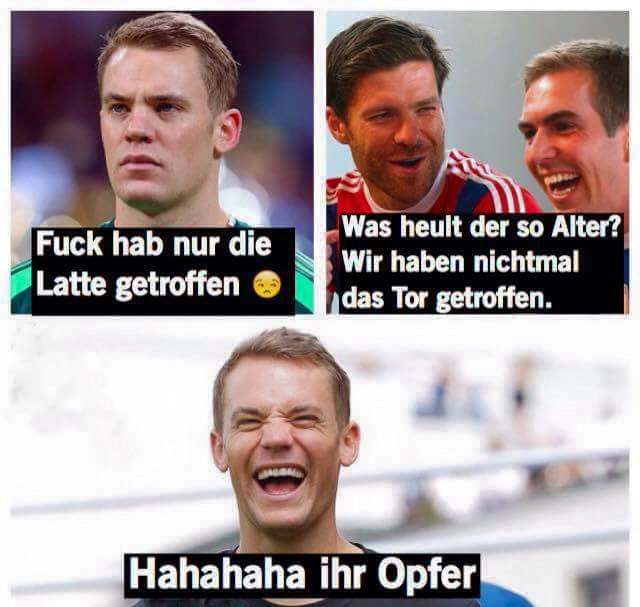 Fuck hab nur die
Latte getroffen 😒
Was heult der so Alter?
Wir haben nichtmal
das Tor getroffen.
Hahahaha ihr Opfer